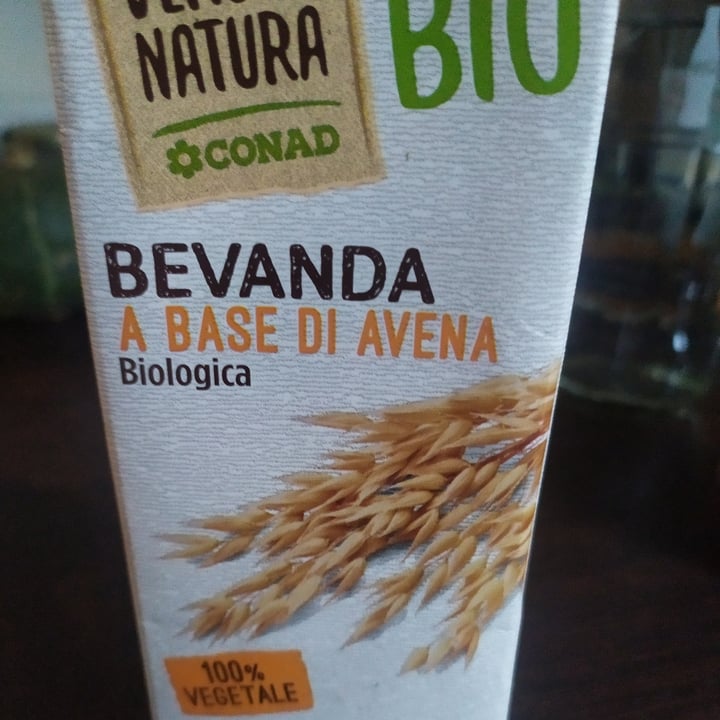 NATURA
BIO
CONAD
BEVANDA
A BASE DI AVENA
Biologica
100%
VEGETALE